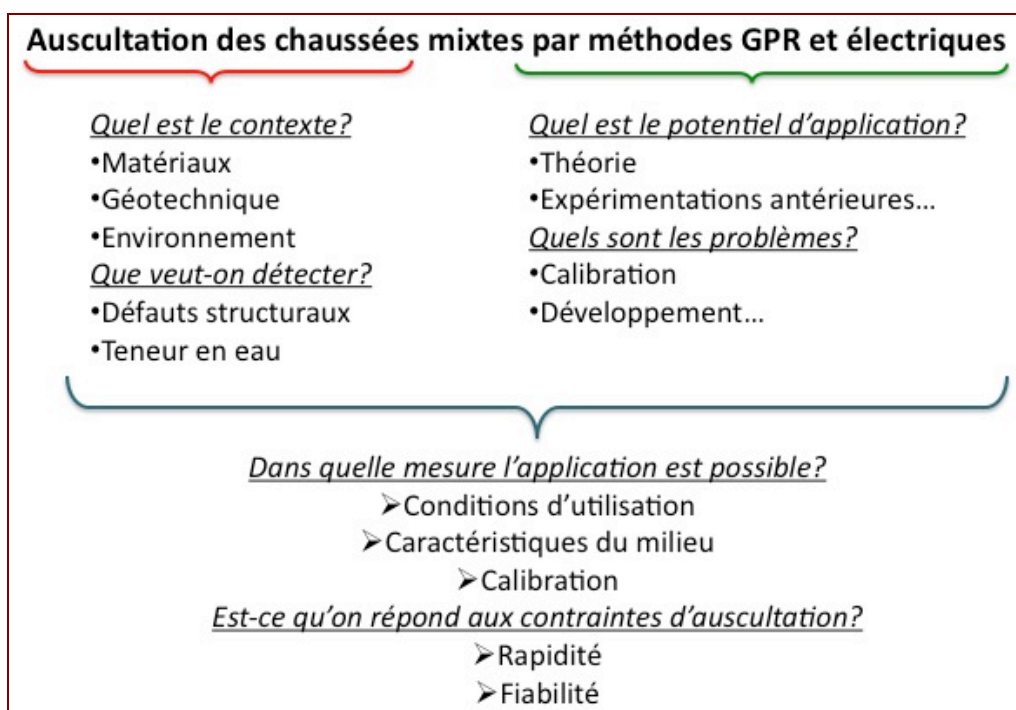 Auscultation des chaussées mixtes par méthodes GPR et électriques
Quel est le contexte?
•Matériaux
•Géotechnique
•Environnement
Que veut-on détecter?
•Défauts structuraux
•Teneur en eau
Quel est le potentiel d'application?
•Théorie
•Expérimentations antérieures...
Quels sont les problèmes?
•Calibration
•Développement...
Dans quelle mesure l'application est possible?
➢Conditions d'utilisation
➢Caractéristiques du milieu
➢Calibration
Est-ce qu'on répond aux contraintes d'auscultation?
➢Rapidité
➢Fiabilité